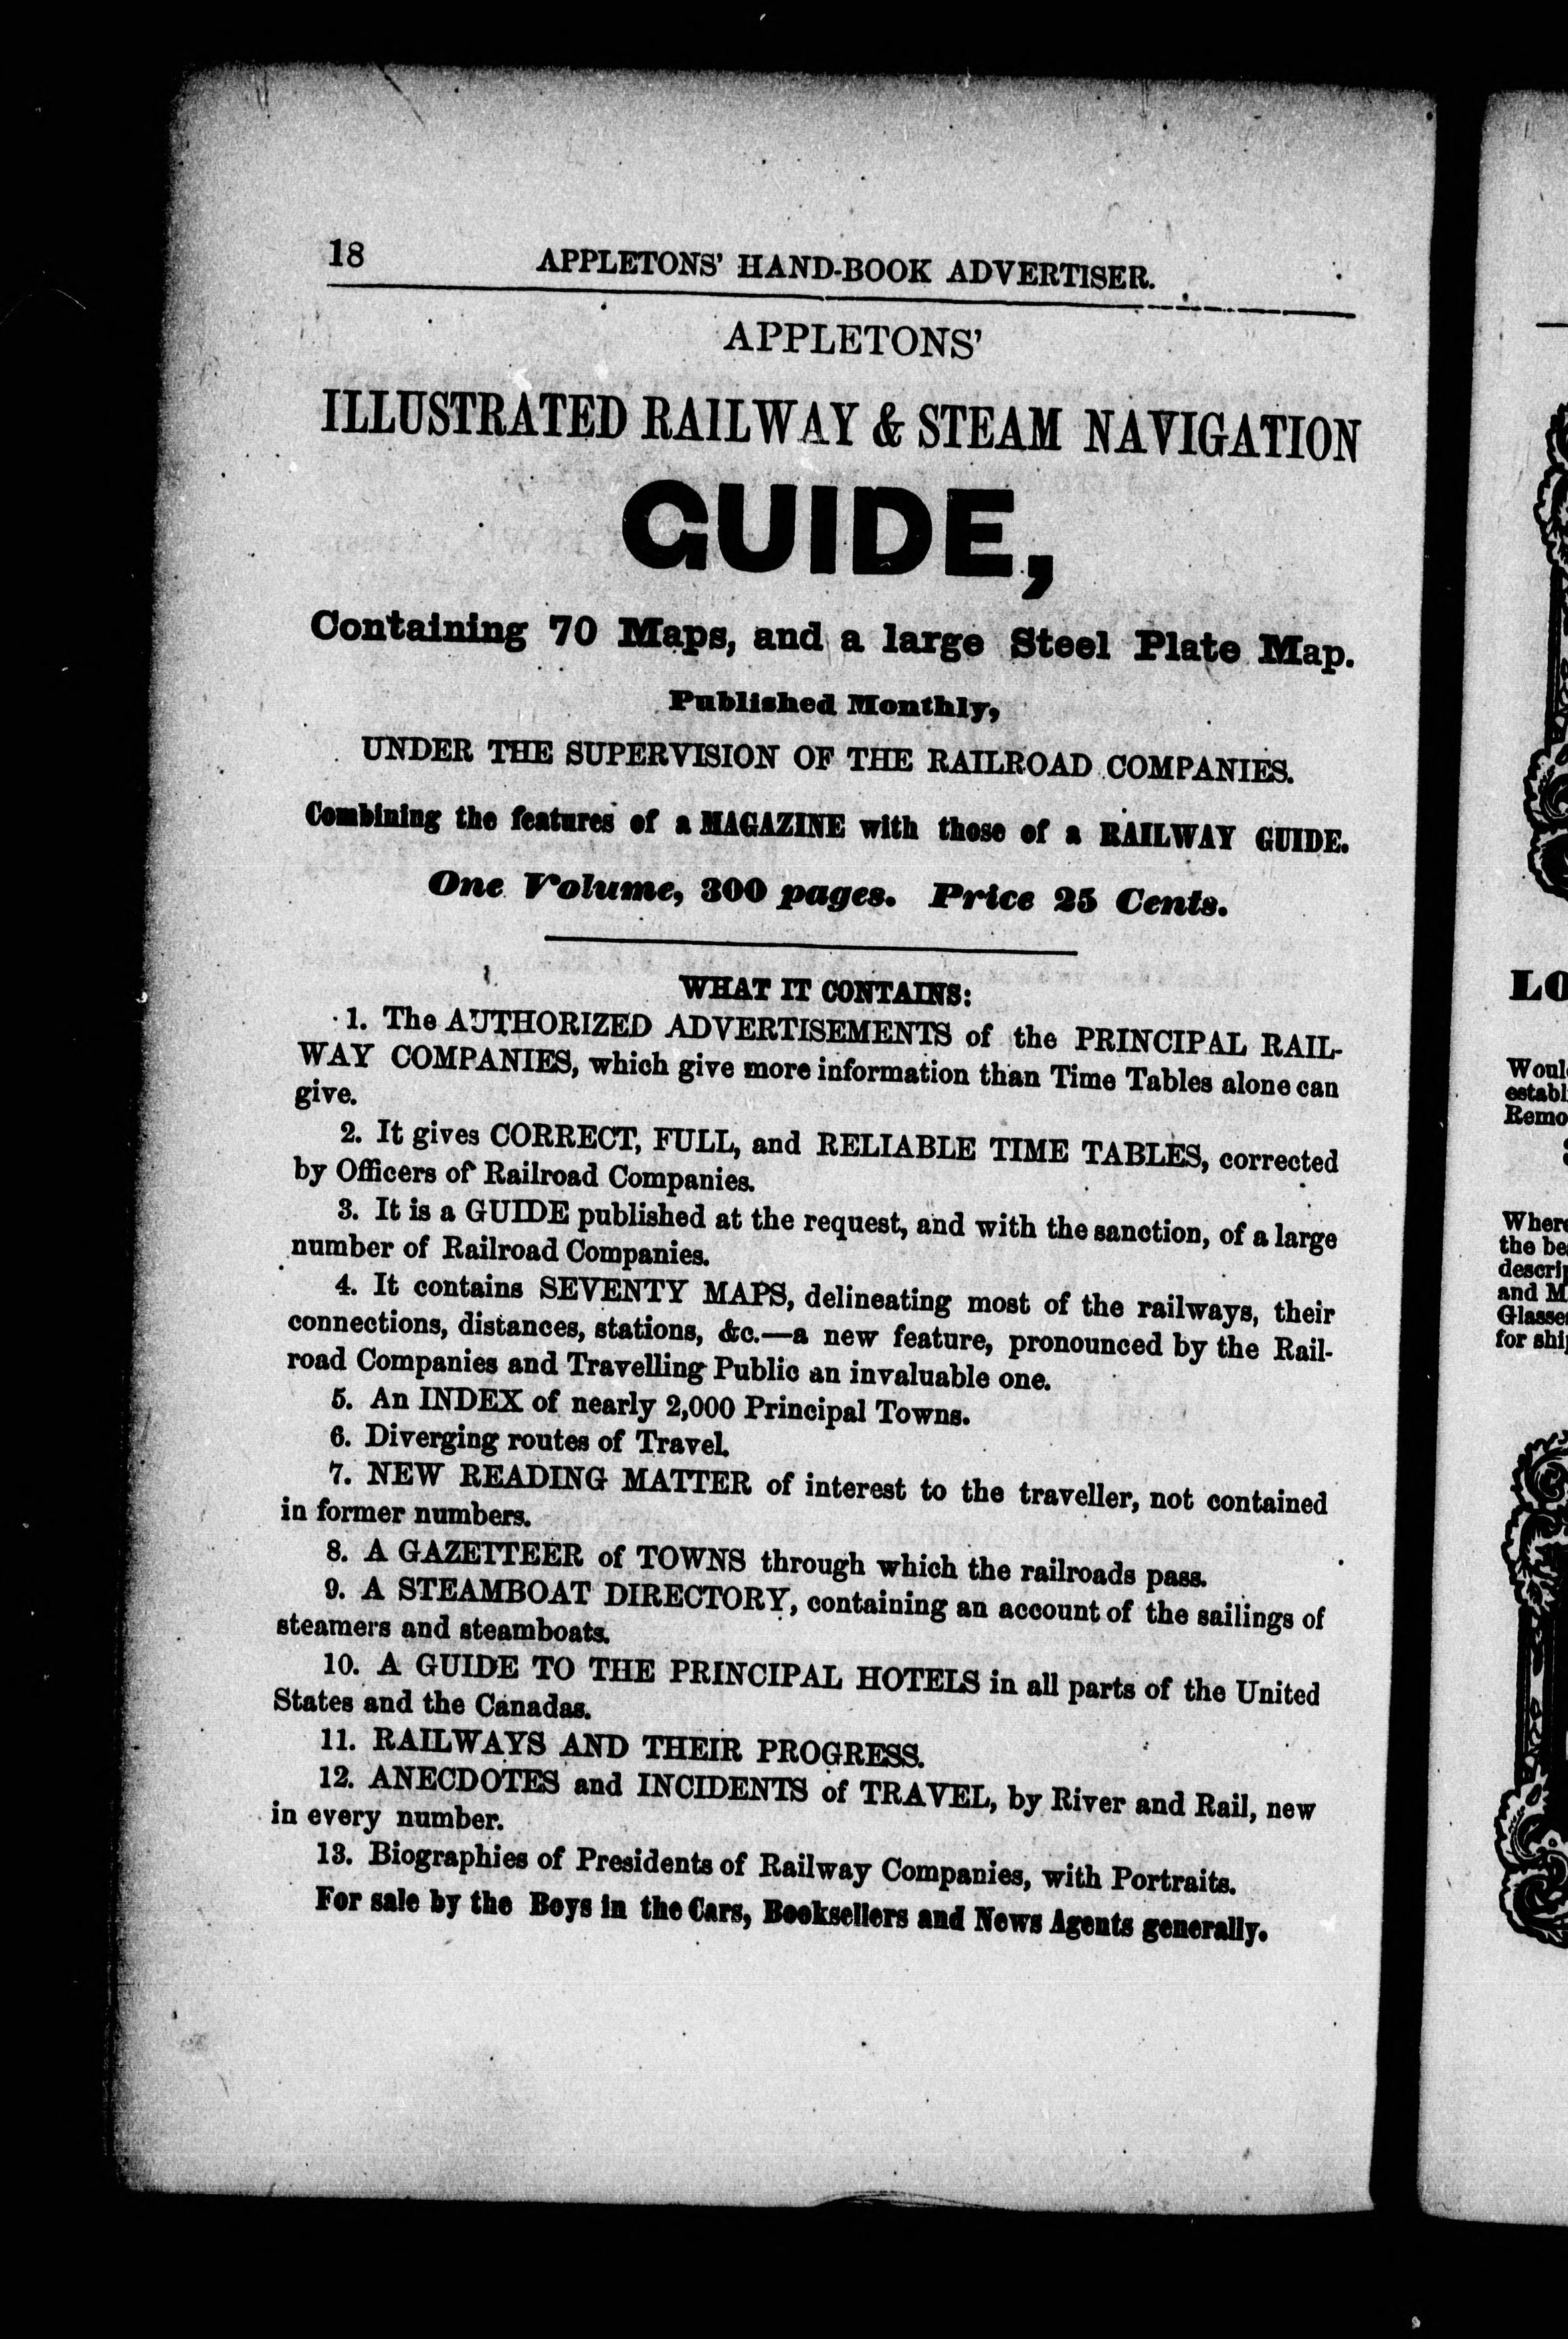 18 APPLETONS' HAND-BOOK ADVERTISER.
APPLETONS'
ILLUSTRATED RAILWAY & STEAM NAVIGATION
GUIDE,
Containing 70 Maps, and a large Steel Plate Map.
Published Monthly,
UNDER THE SUPERVISION OF THE RAILROAD COMPANIES.
Combining the features of a MAGAZINE with those of a RAILWAY GUIDE.
One Volume, 300 pages. Price 25 Cents.
WHAT IT CONTAINS:
1. The AUTHORIZED ADVERTISEMENTS of the PRINCIPAL RAIL-
WAY COMPANIES, which give more information than Time Tables alone can
give.
2. It gives CORRECT, FULL, and RELIABLE TIME TABLES, corrected
by Officers of Railroad Companies.
3. It is a GUIDE published at the request, and with the sanction, of a large
number of Railroad Companies.
4. It contains SEVENTY MAPS, delineating most of the railways, their
connections, distances, stations, &c.—a new feature, pronounced by the Rail-
road Companies and Travelling Public an invaluable one.
5. An INDEX of nearly 2,000 Principal Towns.
6. Diverging routes of Travel.
7. NEW READING MATTER of interest to the traveller, not contained
in former numbers.
8. A GAZETTEER of TOWNS through which the railroads pass.
9. A STEAMBOAT DIRECTORY, containing an account of the sailings of
steamers and steamboats.
10. A GUIDE TO THE PRINCIPAL HOTELS in all parts of the United
States and the Canadas.
11. RAILWAYS AND THEIR PROGRESS.
12. ANECDOTES and INCIDENTS of TRAVEL, by River and Rail, new
in every number.
13. Biographies of Presidents of Railway Companies, with Portraits.
For sale by the Boys in the Cars, Booksellers and News Agents generally.
the
and
for